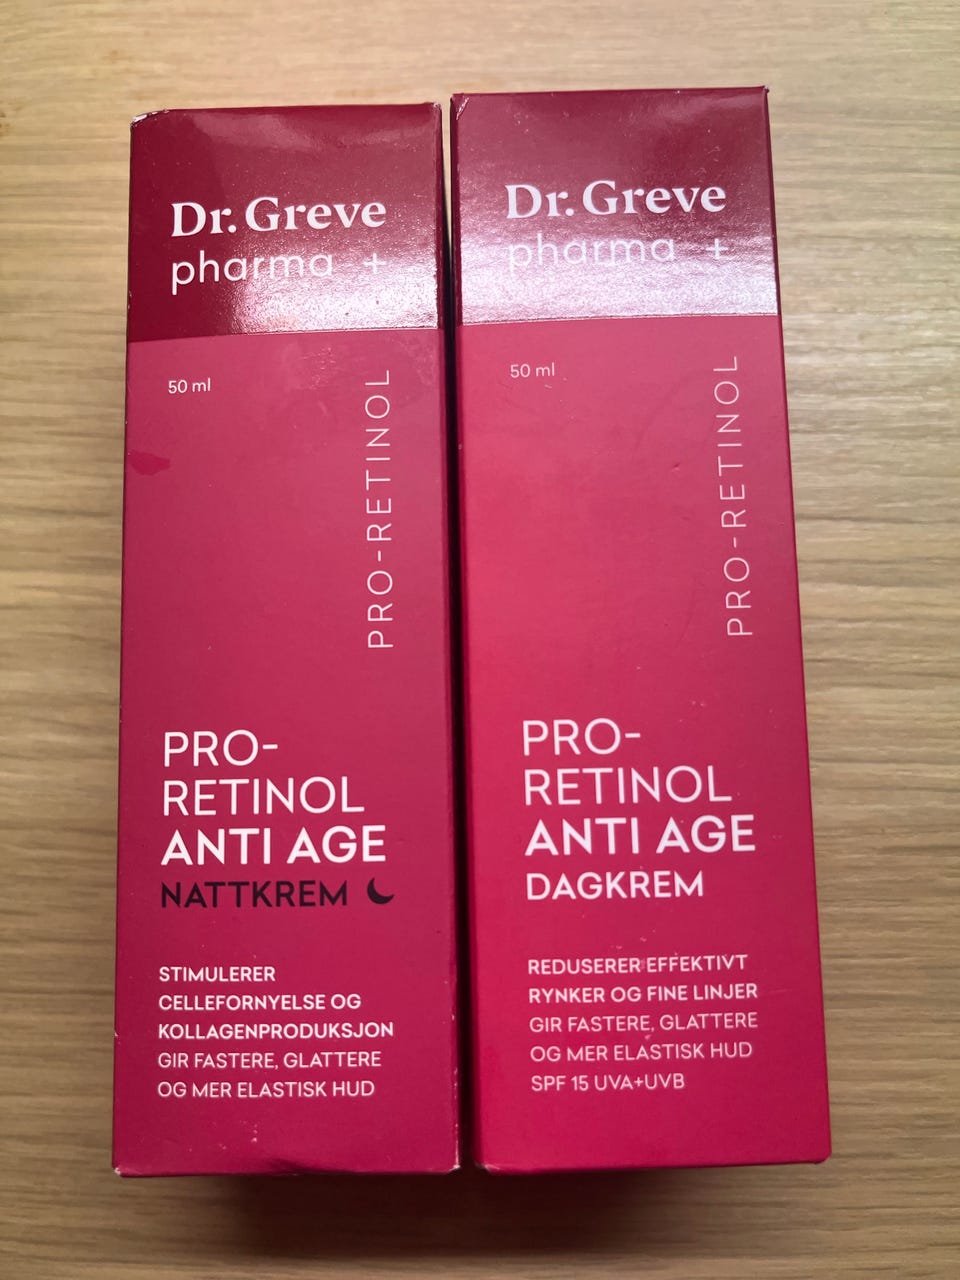 Dr. Greve
pharma +
50 ml
PRO-RETINOL
PRO-
RETINOL
ANTI AGE
NATTKREM
STIMULERER
CELLEFORNYELSE OG
KOLLAGENPRODUKSJON
GIR FASTERE, GLATTERE
OG MER ELASTISK HUD
Dr. Greve
pharma +
50 ml
PRO-RETINOL
PRO-
RETINOL
ANTI AGE
DAGKREM
REDUSERER EFFEKTIVT
RYNKER OG FINE LINJER
GIR FASTERE, GLATTERE
OG MER ELASTISK HUD
SPF 15 UVA+UVB